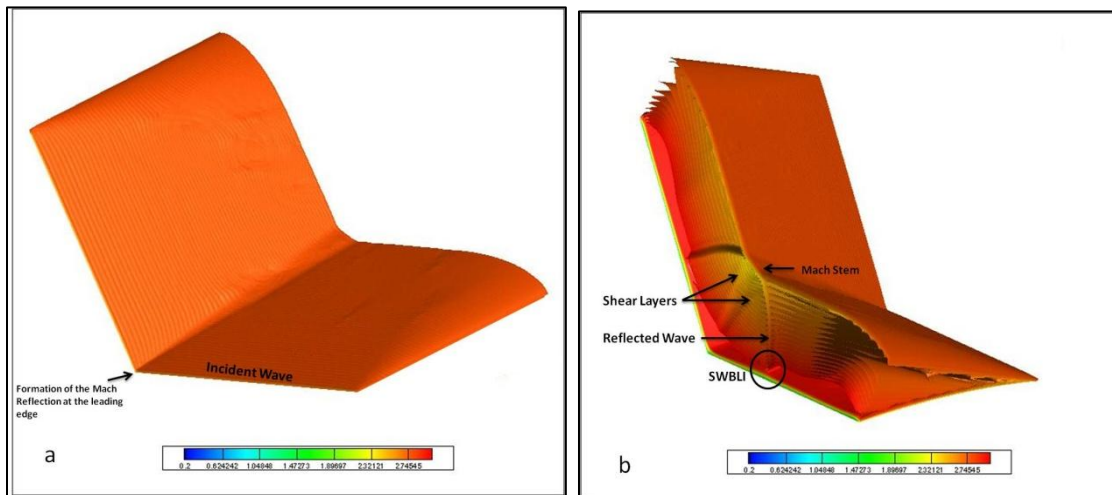 Incident Wave
Formation of the Mach
Reflection at the leading
edge
a
0.2 0.624242 1.04848 1.47273 1.89697 2.32121 2.74545
Mach Stem
Shear Layers
Reflected Wave
SWBLI
b
0.2 0.624242 1.04848 1.47273 1.89697 2.32121 2.74545